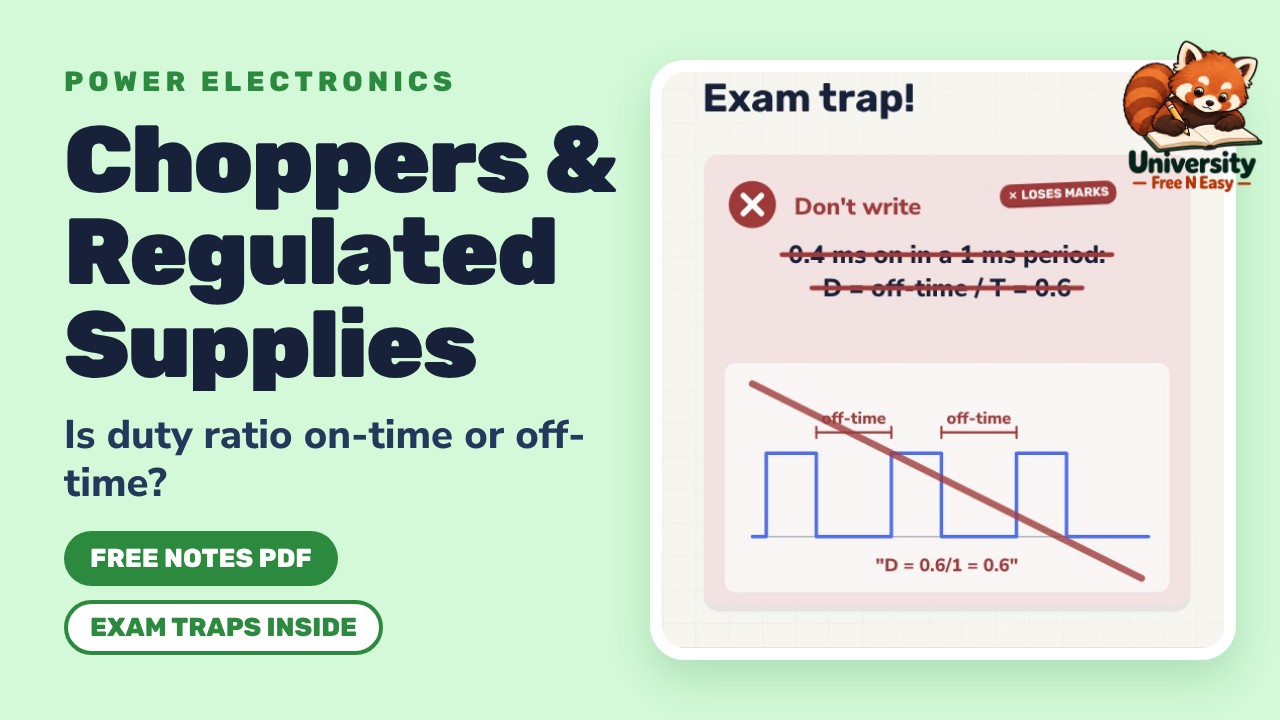 POWER ELECTRONICS
Choppers &
Regulated
Supplies
Is duty ratio on-time or off-
time?
FREE NOTES PDF
EXAM TRAPS INSIDE
Exam trap!
Don't write
× LOSES MARKS
0.4 ms on in a 1 ms period:
D = off-time / T = 0.6
off-time
off-time
"D = 0.6/1 = 0.6"
University
Free N Easy